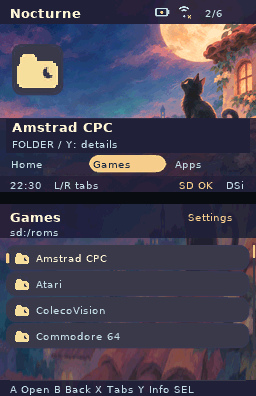 Nocturne 2/6
Amstrad CPC
FOLDER / Y: details
Home Games Apps
22:30 L/R tabs SD OK DSi
Games Settings
sd:/roms
Amstrad CPC
Atari
ColecoVision
Commodore 64
A Open B Back X Tabs Y Info SEL